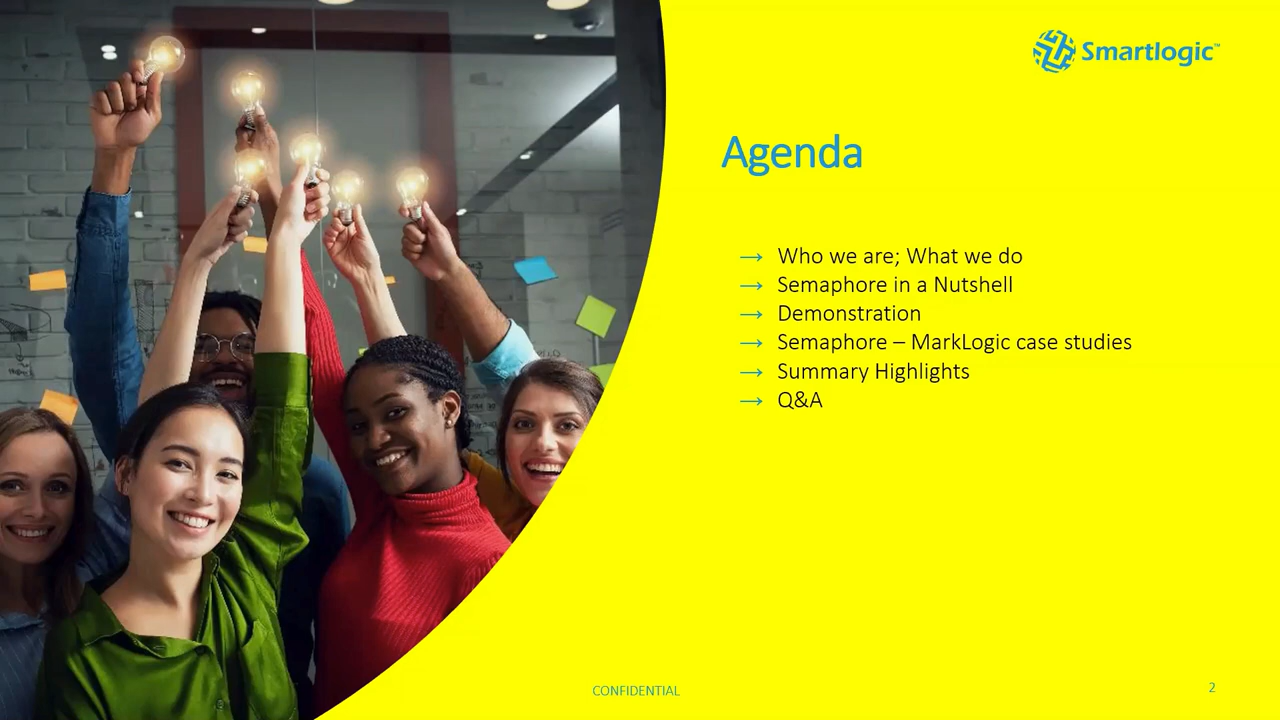 Smartlogic™
Agenda
→ Who we are; What we do
→ Semaphore in a Nutshell
→ Demonstration
→ Semaphore – MarkLogic case studies
→ Summary Highlights
→ Q&A
CONFIDENTIAL
2